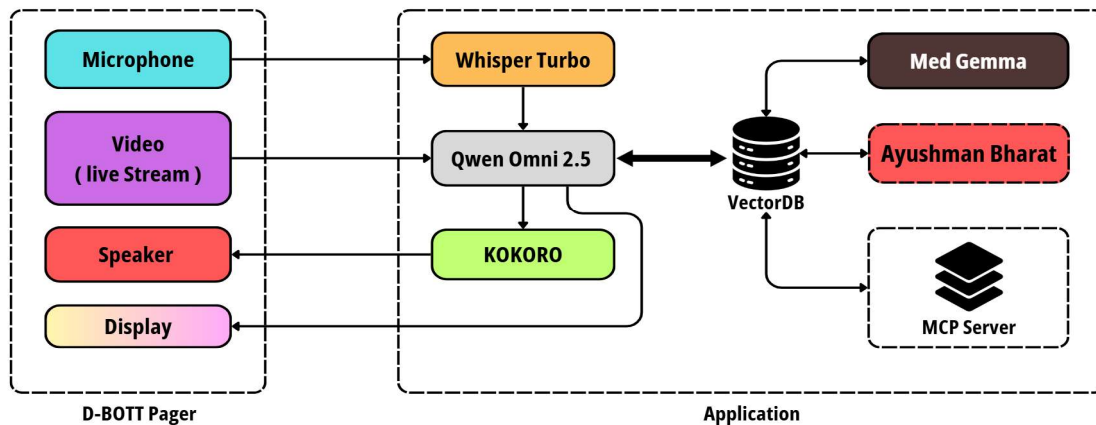 Microphone
Video
( live Stream )
Speaker
Display
D-BOTT Pager
Whisper Turbo
Qwen Omni 2.5
KOKORO
VectorDB
Med Gemma
Ayushman Bharat
MCP Server
Application